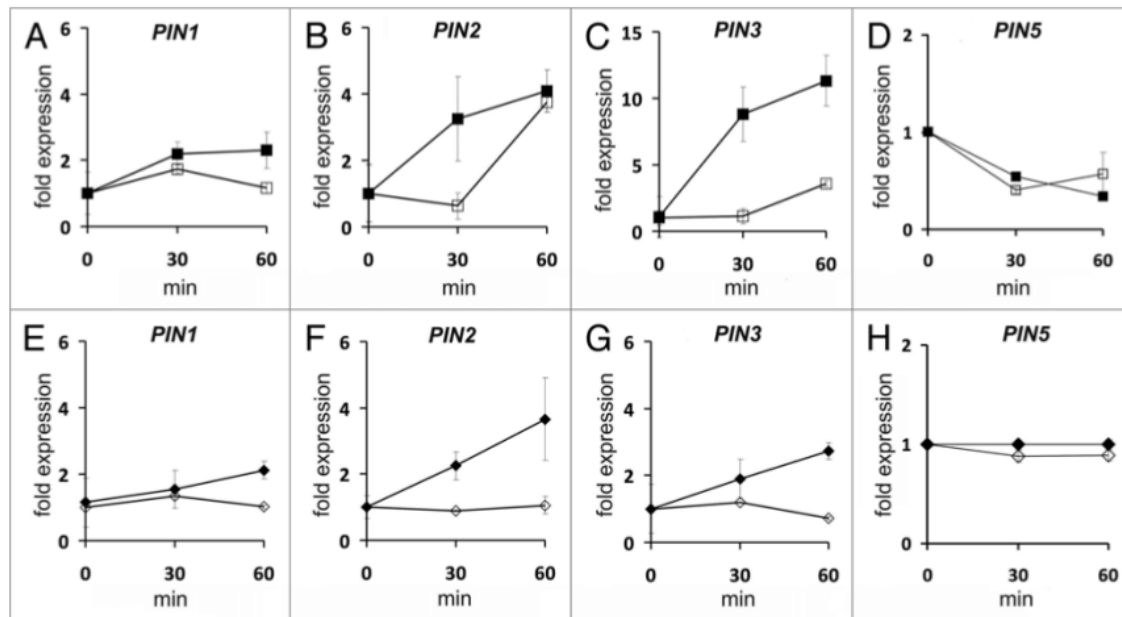 A PIN1
6
4
2
0
fold expression
0 30 60
min
B PIN2
6
4
2
0
fold expression
0 30 60
min
C PIN3
15
10
5
0
fold expression
0 30 60
min
D PIN5
2
1
0
fold expression
0 30 60
min
E PIN1
6
4
2
0
fold expression
0 30 60
min
F PIN2
6
4
2
0
fold expression
0 30 60
min
G PIN3
6
4
2
0
fold expression
0 30 60
min
H PIN5
2
1
0
fold expression
0 30 60
min